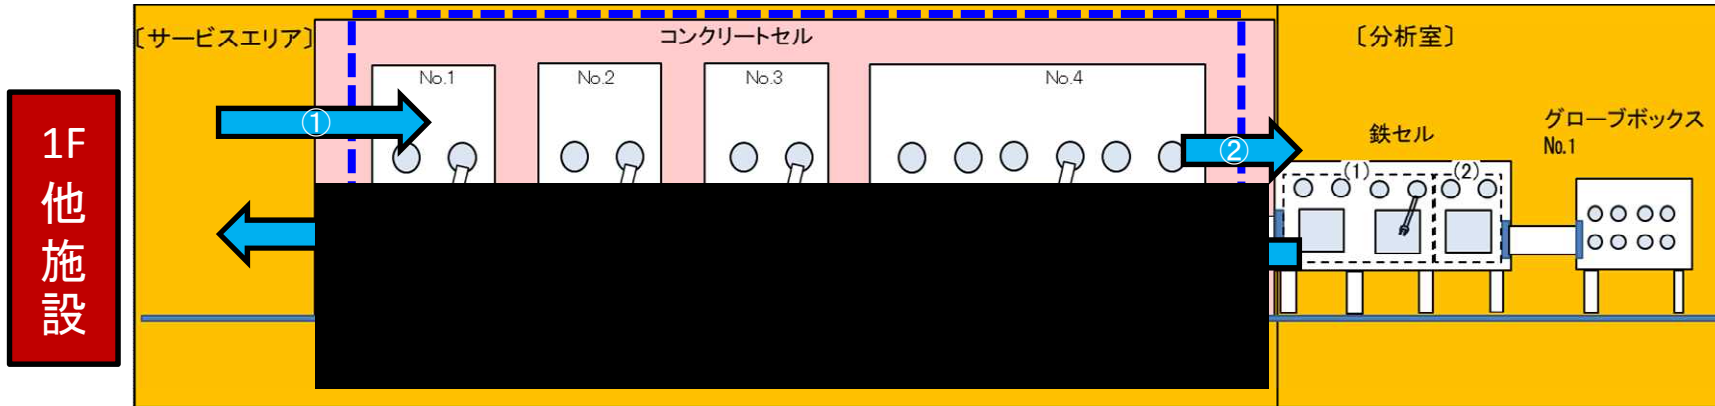 1F
他
施
設
〔サービスエリア〕
コンクリートセル
〔分析室〕
No.1
No.2
No.3
No.4
①
②
鉄セル
グローブボックス
No.1
(1)
(2)